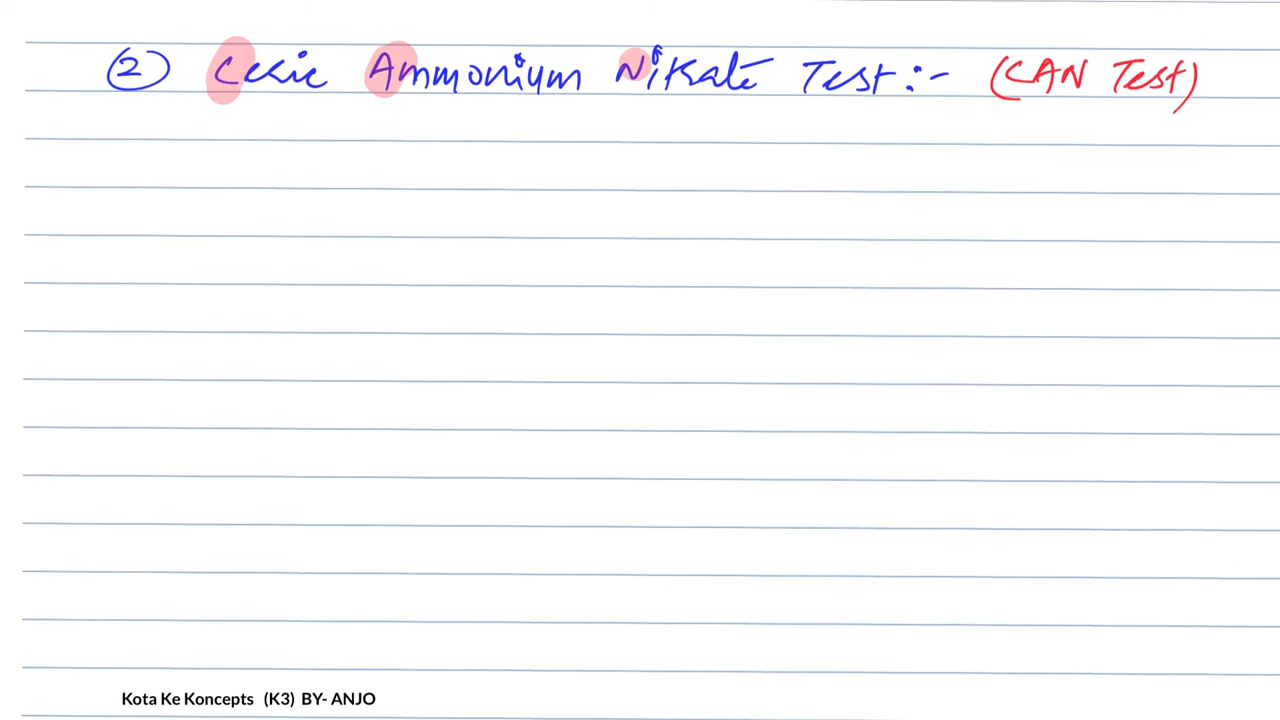 (2) Ceric Ammonium Nitrate Test :- (CAN Test)
Kota Ke Koncepts (K3) BY- ANJO